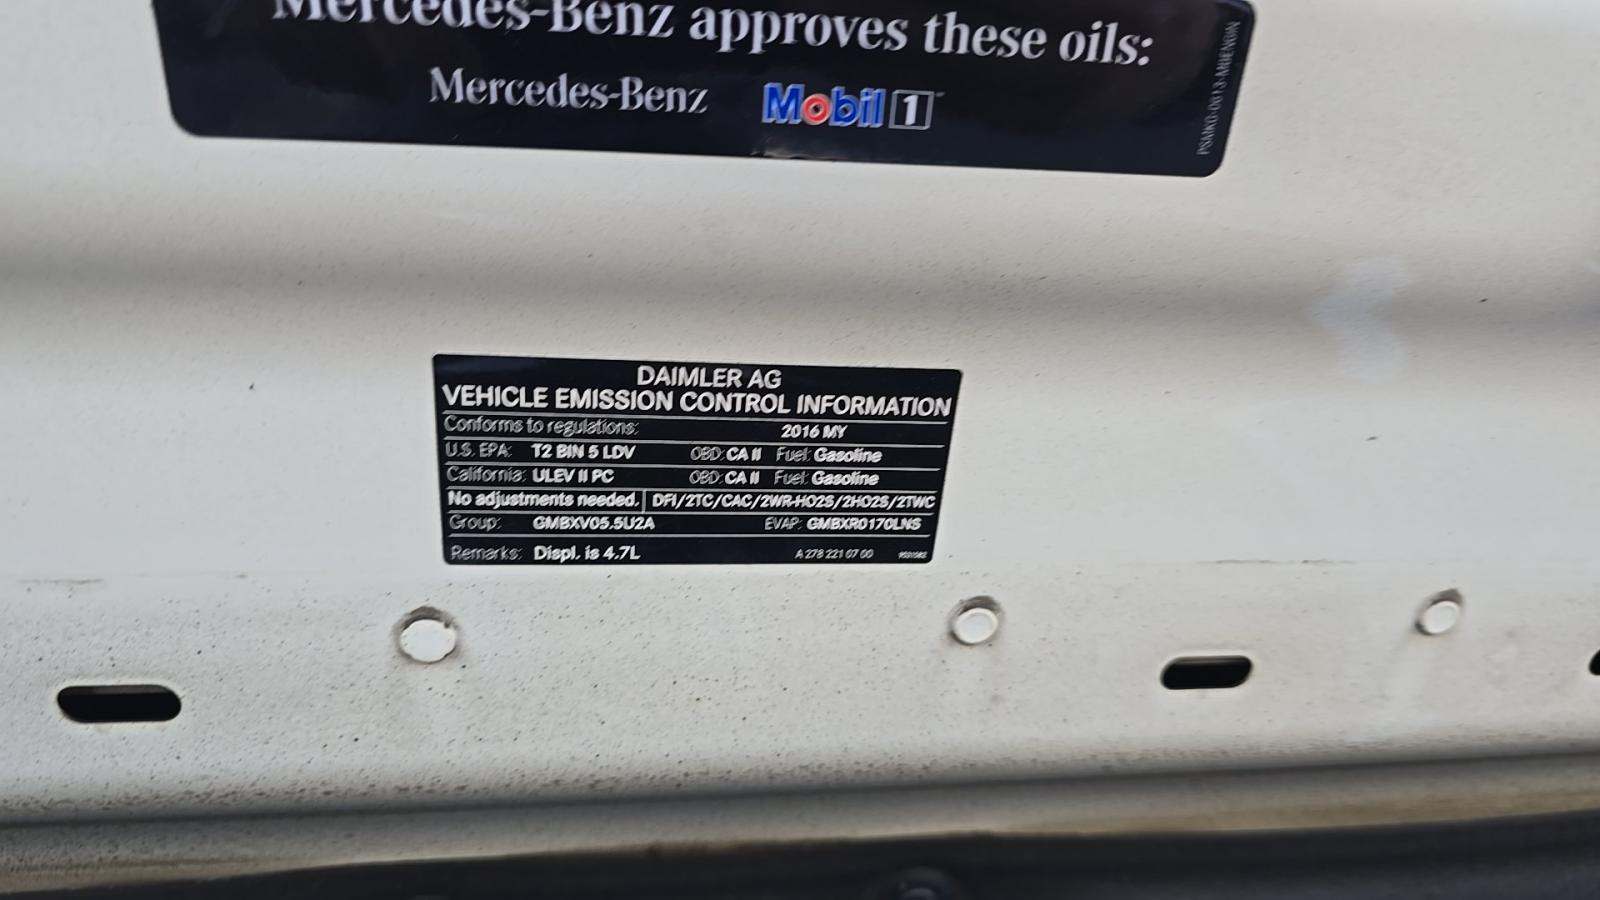 Mercedes-Benz approves these oils:
Mercedes-Benz Mobil 1
DAIMLER AG
VEHICLE EMISSION CONTROL INFORMATION
Conforms to regulations: 2016 MY
U.S. EPA: T2 BIN 5 LDV OBD: CA II Fuel: Gasoline
California: ULEV II PC OBD: CA II Fuel: Gasoline
No adjustments needed. DFI/2TC/CAC/2WR-HO2S/2HO2S/2TWC
Group: GMBXV05.5U2A EVAP: GMBXR0170LNS
Remarks: Displ. is 4.7L A 278 221 07 00